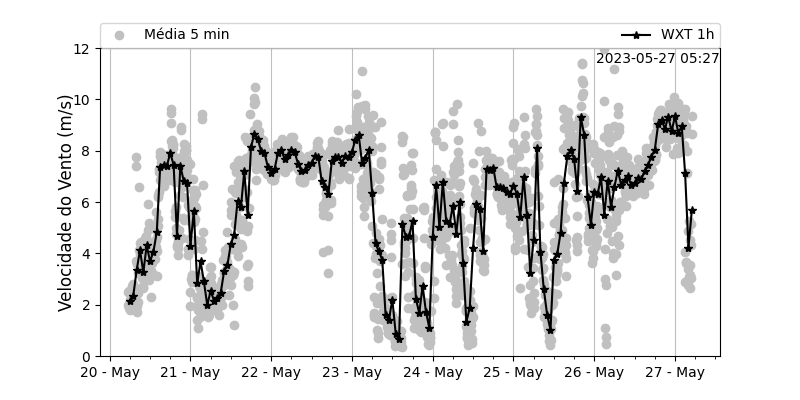 Média 5 min
WXT 1h
2023-05-27 05:27
Velocidade do Vento (m/s)
12
10
8
6
4
2
0
20 - May
21 - May
22 - May
23 - May
24 - May
25 - May
26 - May
27 - May